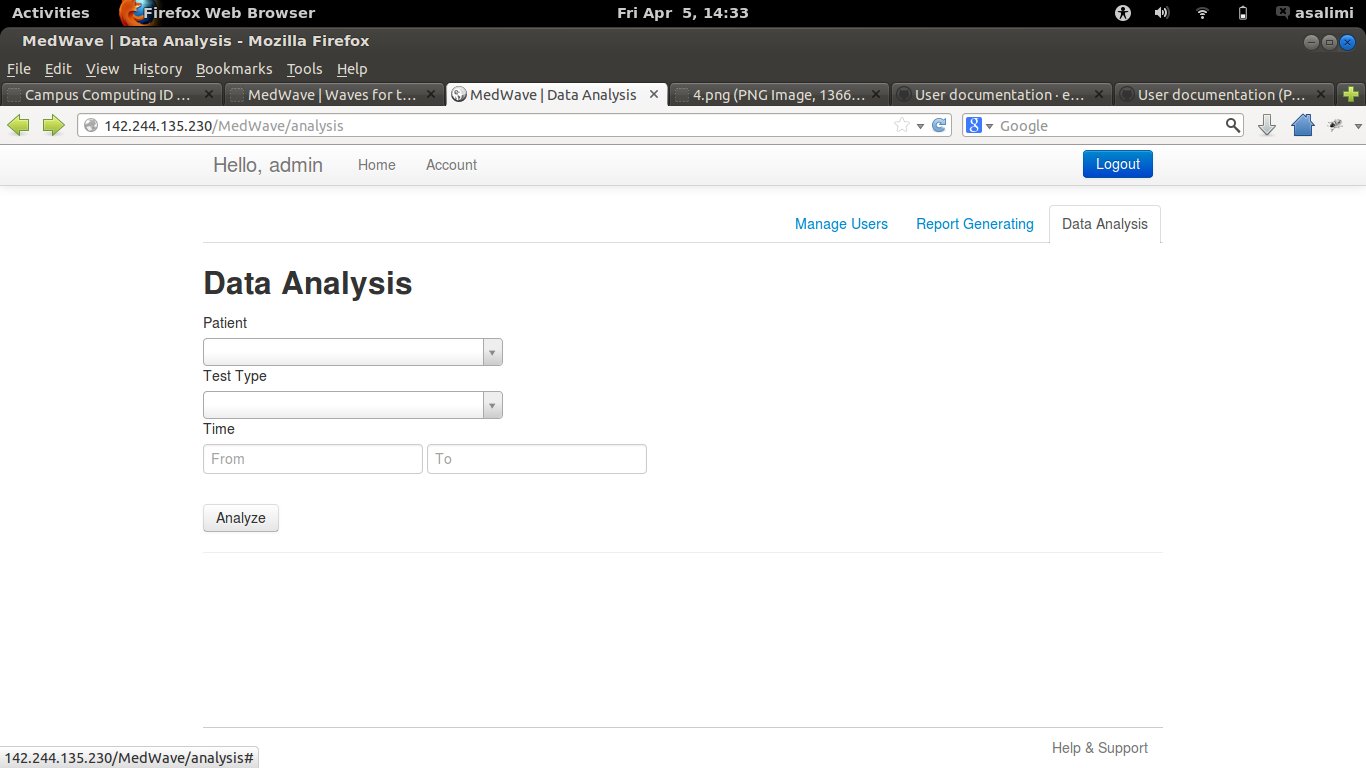 Activities Firefox Web Browser Fri Apr 5, 14:33 asalimi
MedWave | Data Analysis - Mozilla Firefox
File Edit View History Bookmarks Tools Help
Campus Computing ID ... MedWave | Waves for t... MedWave | Data Analysis 4.png (PNG Image, 1366... User documentation · e... User documentation (P...
142.244.135.230/MedWave/analysis Google
Hello, admin Home Account Logout
Manage Users Report Generating Data Analysis
Data Analysis
Patient
Test Type
Time
From To
Analyze
Help & Support
142.244.135.230/MedWave/analysis#